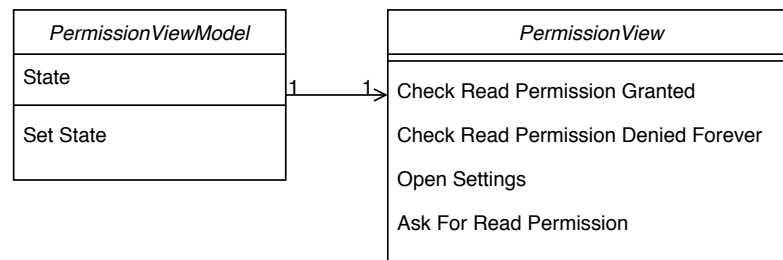 PermissionViewModel
State
Set State
1
1
PermissionView
Check Read Permission Granted
Check Read Permission Denied Forever
Open Settings
Ask For Read Permission